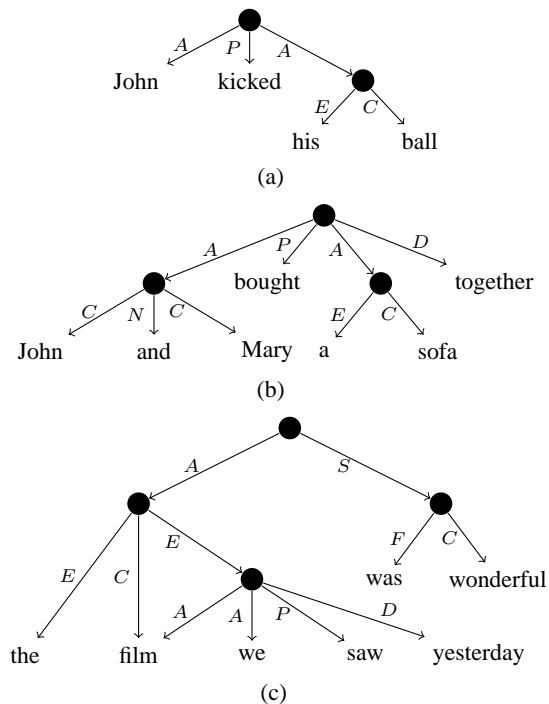 A P A
John kicked
E C
his ball
(a)
A P A D
bought together
C N C E C
John and Mary a sofa
(b)
A S
E C E F C
was wonderful
A A P D
the film we saw yesterday
(c)